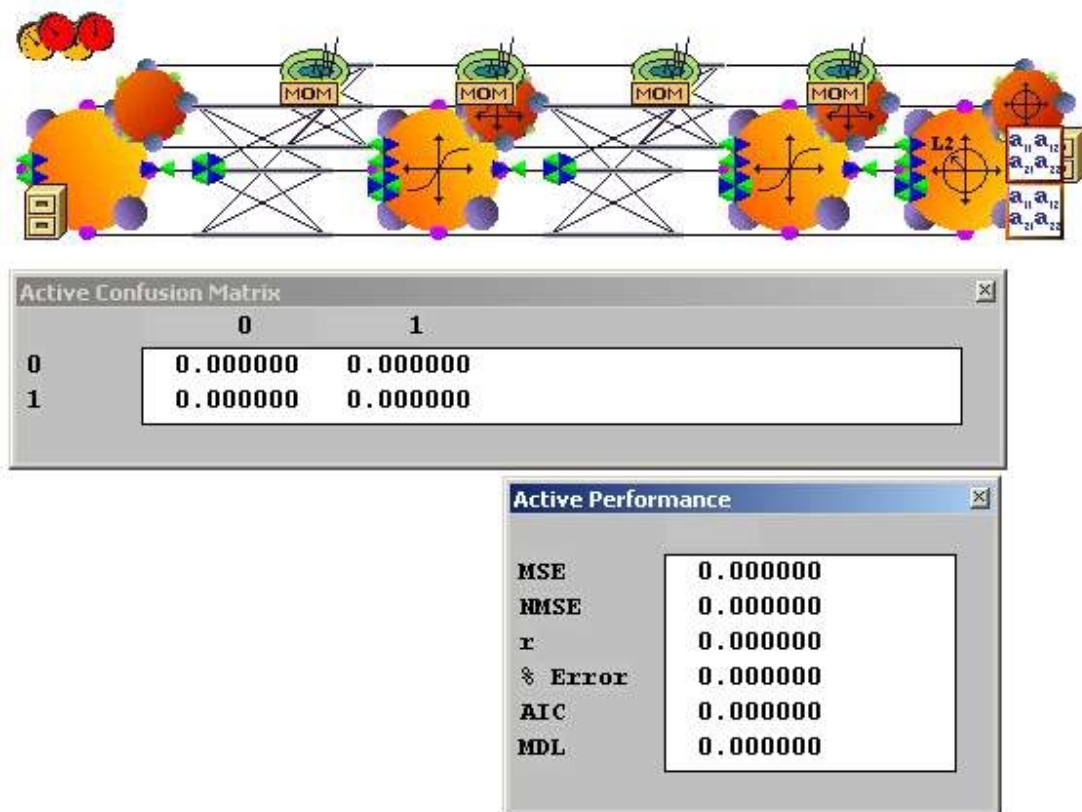 MOM MOM MOM MOM
L2
a11 a12
a21 a22
a11 a12
a21 a22
Active Confusion Matrix
0 1
0 0.000000 0.000000
1 0.000000 0.000000
Active Performance
MSE 0.000000
NMSE 0.000000
r 0.000000
% Error 0.000000
AIC 0.000000
MDL 0.000000